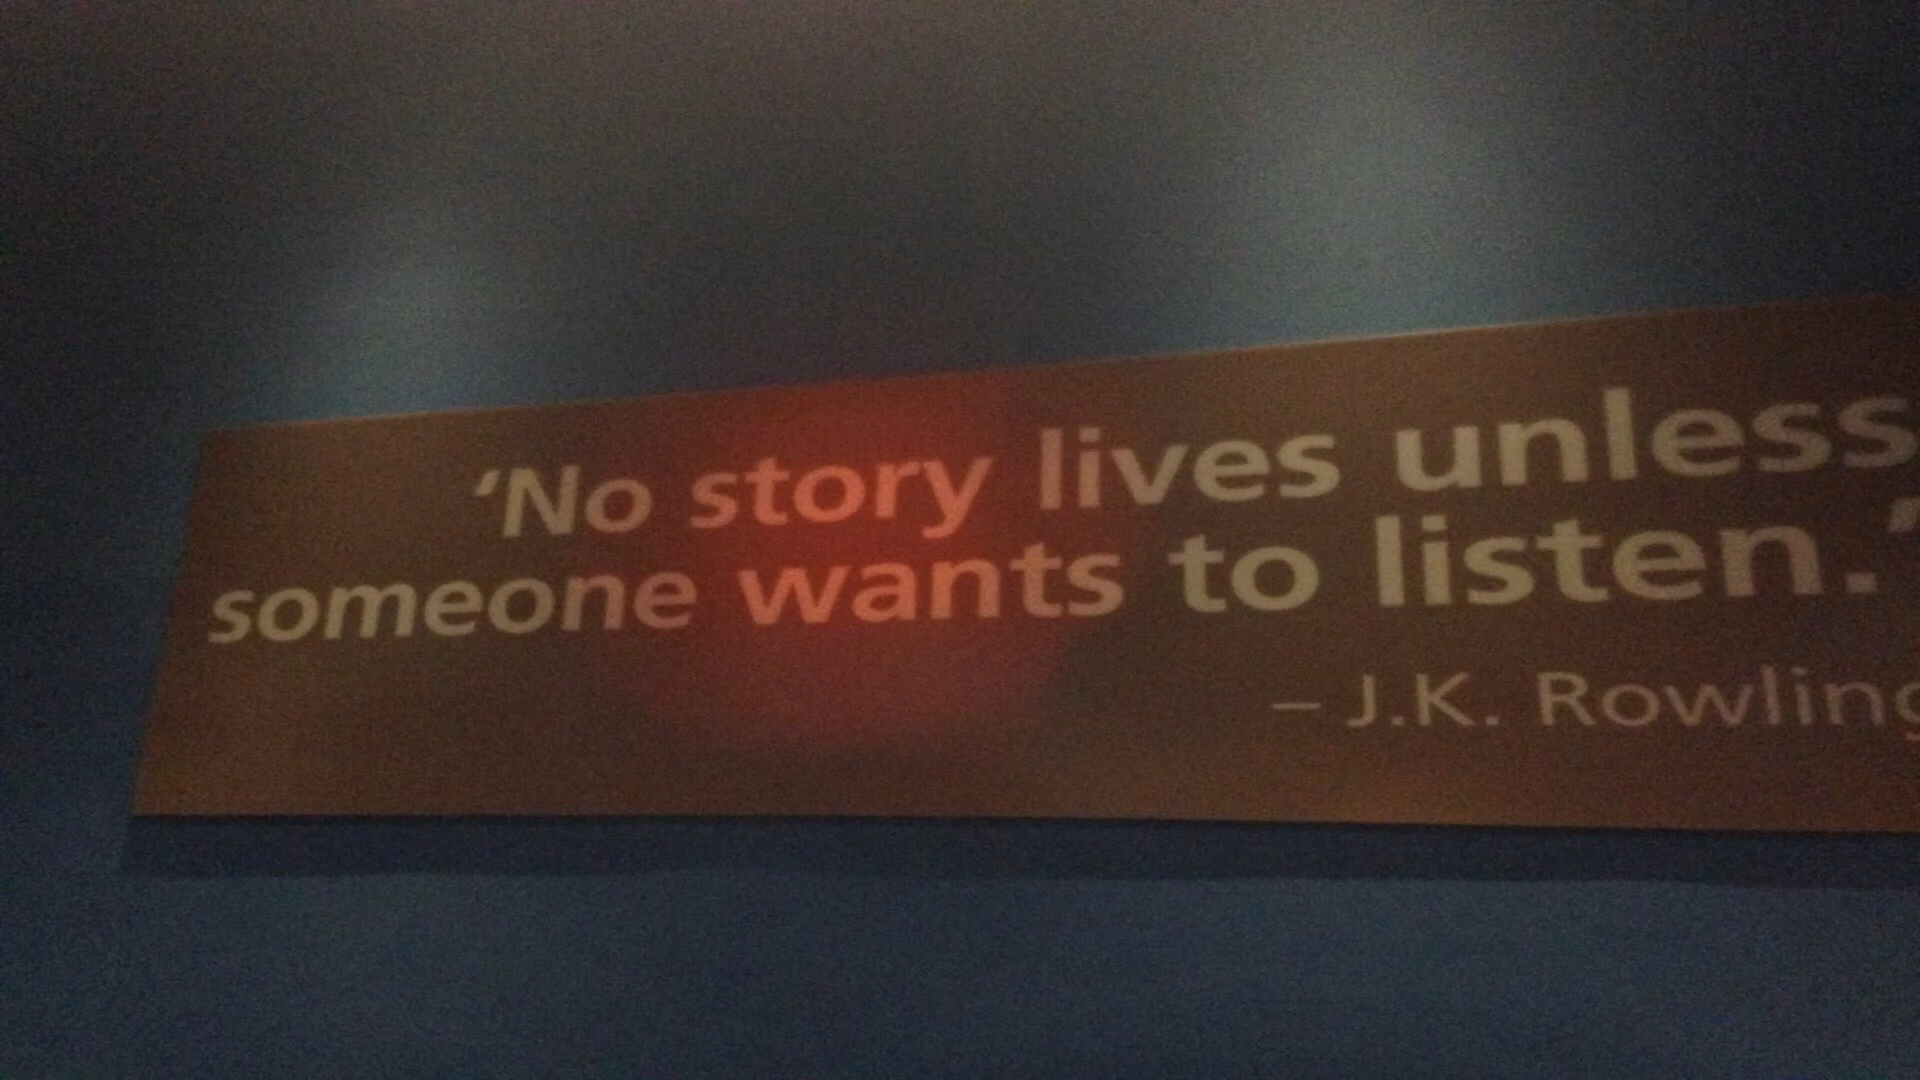 ‘No story lives unless
someone wants to listen.’
– J.K. Rowling